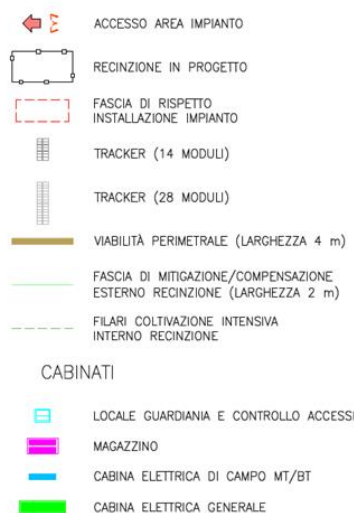 ACCESSO AREA IMPIANTO
RECINZIONE IN PROGETTO
FASCIA DI RISPETTO
INSTALLAZIONE IMPIANTO
TRACKER (14 MODULI)
TRACKER (28 MODULI)
VIABILITÀ PERIMETRALE (LARGHEZZA 4 m)
FASCIA DI MITIGAZIONE/COMPENSAZIONE
ESTERNO RECINZIONE (LARGHEZZA 2 m)
FILARI COLTIVAZIONE INTENSIVA
INTERNO RECINZIONE
CABINATI
LOCALE GUARDIANIA E CONTROLLO ACCESSI
MAGAZZINO
CABINA ELETTRICA DI CAMPO MT/BT
CABINA ELETTRICA GENERALE